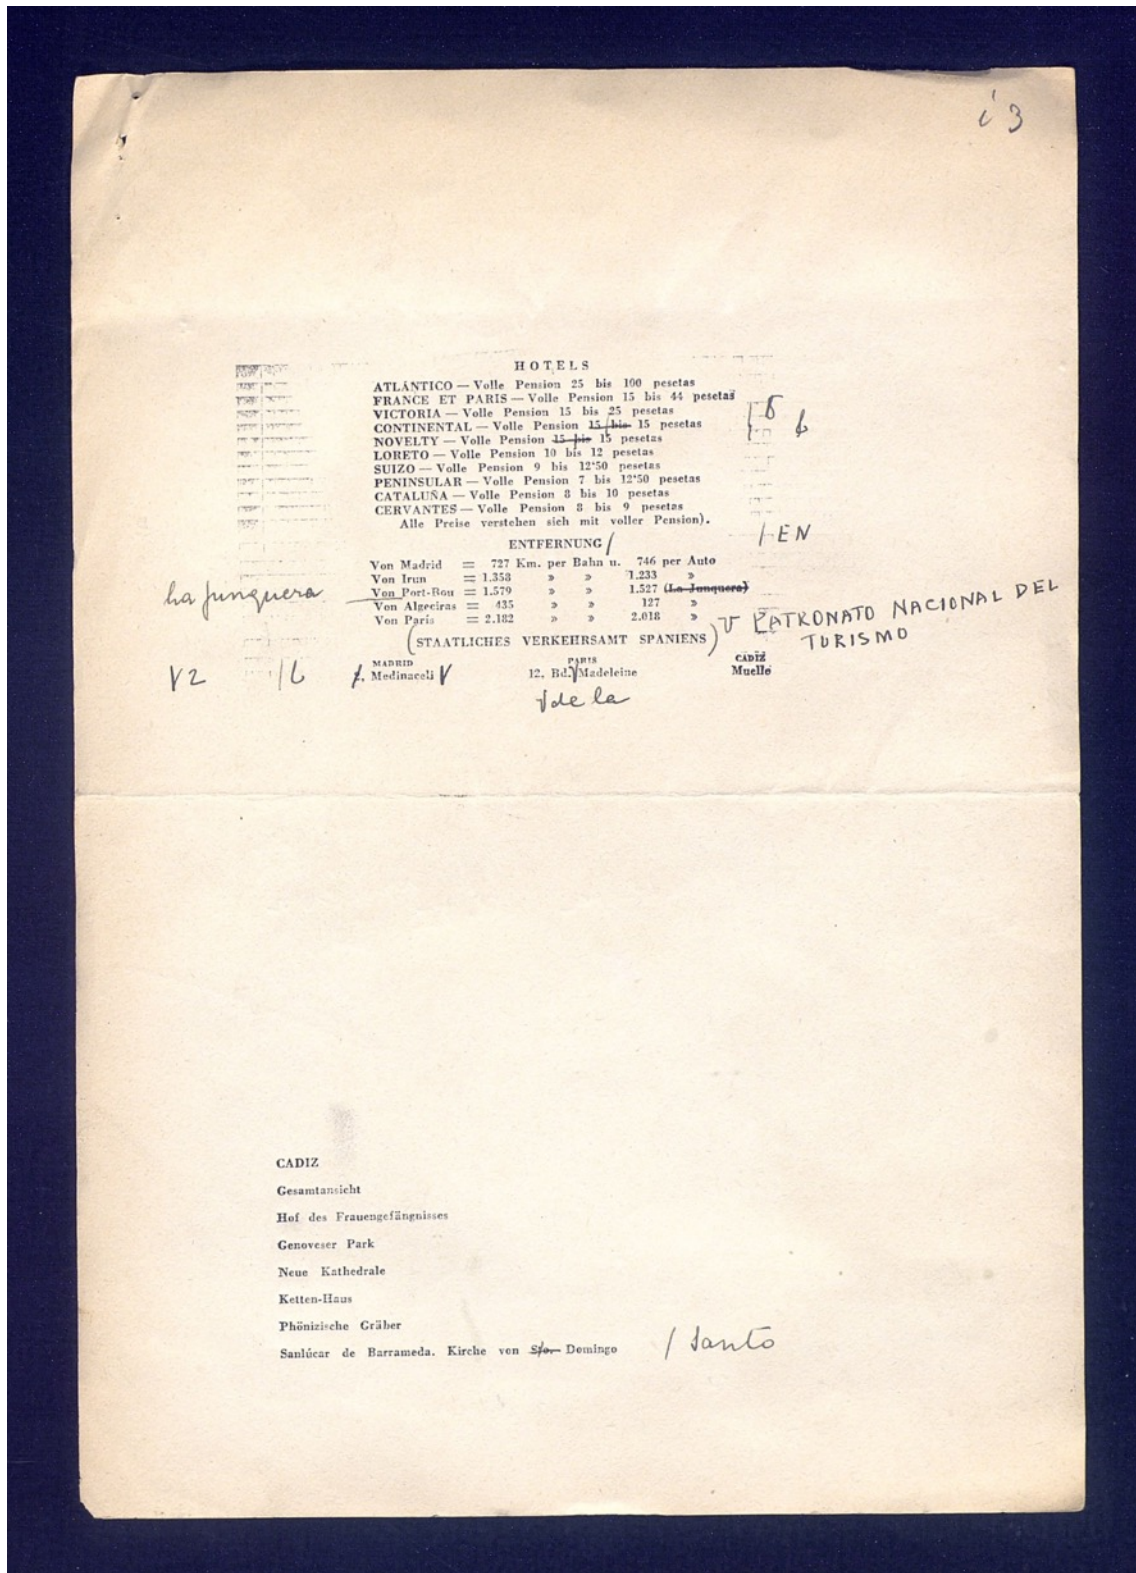 i 3
HOTELS
ATLÁNTICO — Volle Pension 25 bis 100 pesetas
FRANCE ET PARIS — Volle Pension 15 bis 44 pesetas
VICTORIA — Volle Pension 15 bis 25 pesetas
CONTINENTAL — Volle Pension 15 bis 15 pesetas
NOVELTY — Volle Pension 15 bis 15 pesetas
LORETO — Volle Pension 10 bis 12 pesetas
SUIZO — Volle Pension 9 bis 12'50 pesetas
PENINSULAR — Volle Pension 7 bis 12'50 pesetas
CATALUÑA — Volle Pension 8 bis 10 pesetas
CERVANTES — Volle Pension 8 bis 9 pesetas
Alle Preise verstehen sich mit voller Pension).
ENTFERNUNG / /-EN
Von Madrid = 727 Km. per Bahn u. 746 per Auto
Von Irun = 1.358 » » 1.233 »
La Junquera Von Port-Bou = 1.579 » » 1.527 (La Junquera)
Von Algeciras = 435 » » 127 »
Von Paris = 2.182 » » 2.018 »
(STAATLICHES VERKEHRSAMT SPANIENS) PATRONATO NACIONAL DEL
TURISMO
MADRID PARIS CÁDIZ
V2 Medinaceli 12, Bd. Madeleine Muelle
de la
CADIZ
Gesamtansicht
Hof des Frauengefängnisses
Genoveser Park
Neue Kathedrale
Ketten-Haus
Phönizische Gräber
Sanlúcar de Barrameda. Kirche von Sto. Domingo / Santo